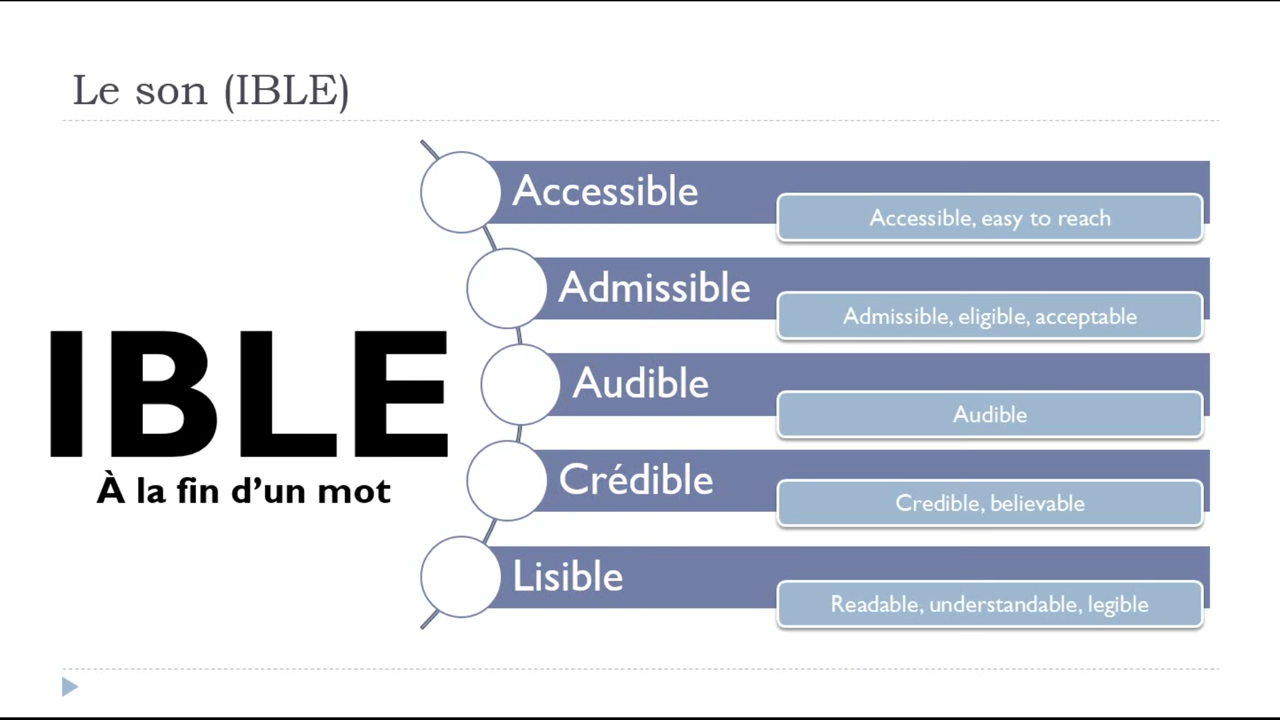 Le son (IBLE)
IBLE
À la fin d’un mot
Accessible
Accessible, easy to reach
Admissible
Admissible, eligible, acceptable
Audible
Audible
Crédible
Credible, believable
Lisible
Readable, understandable, legible